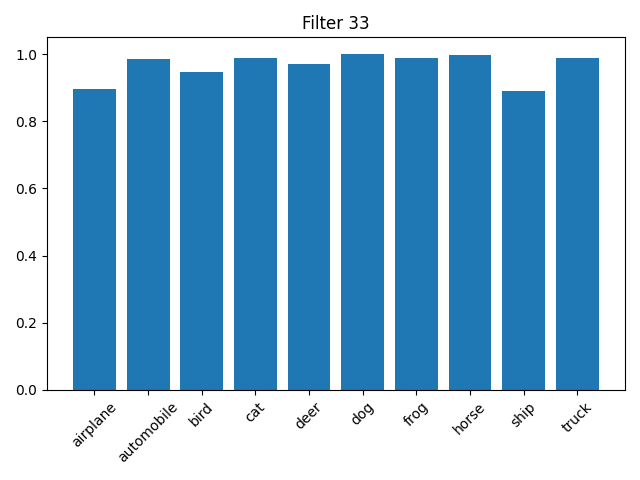 Filter 33
1.0
0.8
0.6
0.4
0.2
0.0
airplane
automobile
bird
cat
deer
dog
frog
horse
ship
truck